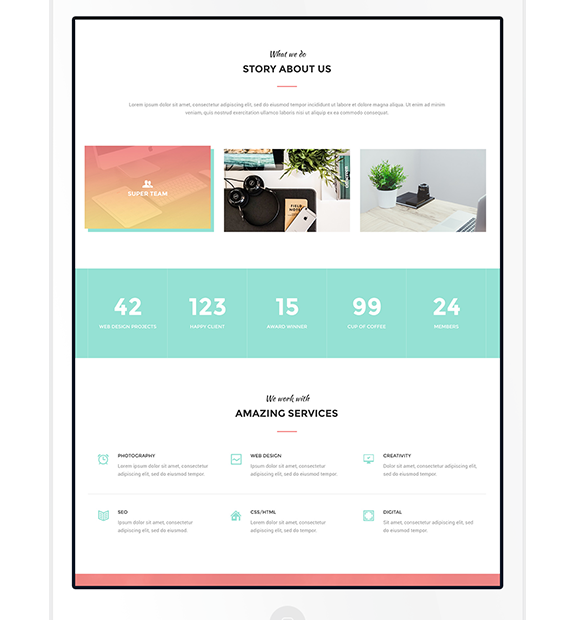 What we do
STORY ABOUT US
Lorem ipsum dolor sit amet, consectetur adipiscing elit, sed do eiusmod tempor incididunt ut labore et dolore magna aliqua. Ut enim ad minim
veniam, quis nostrud exercitation ullamco laboris nisi ut aliquip ex ea commodo consequat.
SUPER TEAM
FIELD
NOTES
42
123
15
99
24
WEB DESIGN PROJECTS
HAPPY CLIENT
AWARD WINNER
CUP OF COFFEE
MEMBERS
We work with
AMAZING SERVICES
PHOTOGRAPHY
Lorem ipsum dolor sit amet, consectetur
adipiscing elit, sed do eiusmod tempor.
WEB DESIGN
Lorem ipsum dolor sit amet, consectetur
adipiscing elit, sed do eiusmod tempor.
CREATIVITY
Dolor sit amet, consectetur adipiscing elit,
sed do eiusmod tempor.
SEO
Ipsum dolor sit amet, consectetur
adipiscing elit, sed do eiusmod.
CSS/HTML
Lorem dolor sit amet, consectetur
adipiscing elit, sed do eiusmod tempor.
DIGITAL
Sit amet, consectetur adipiscing elit, sed
do eiusmod tempor.